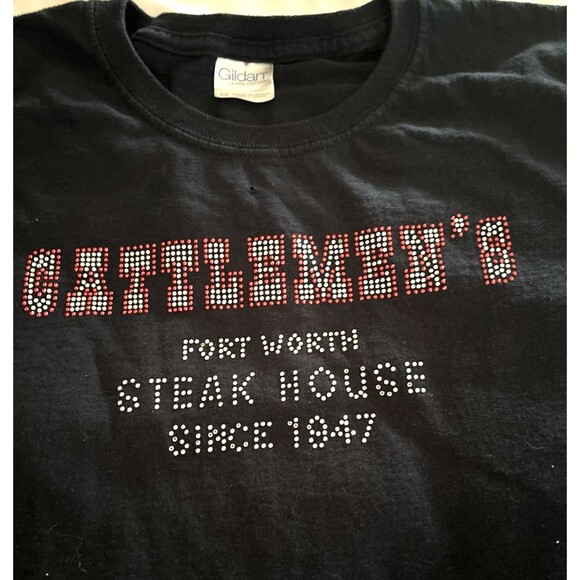 Gildan
CATTLEMEN'S
FORT WORTH
STEAK HOUSE
SINCE 1947